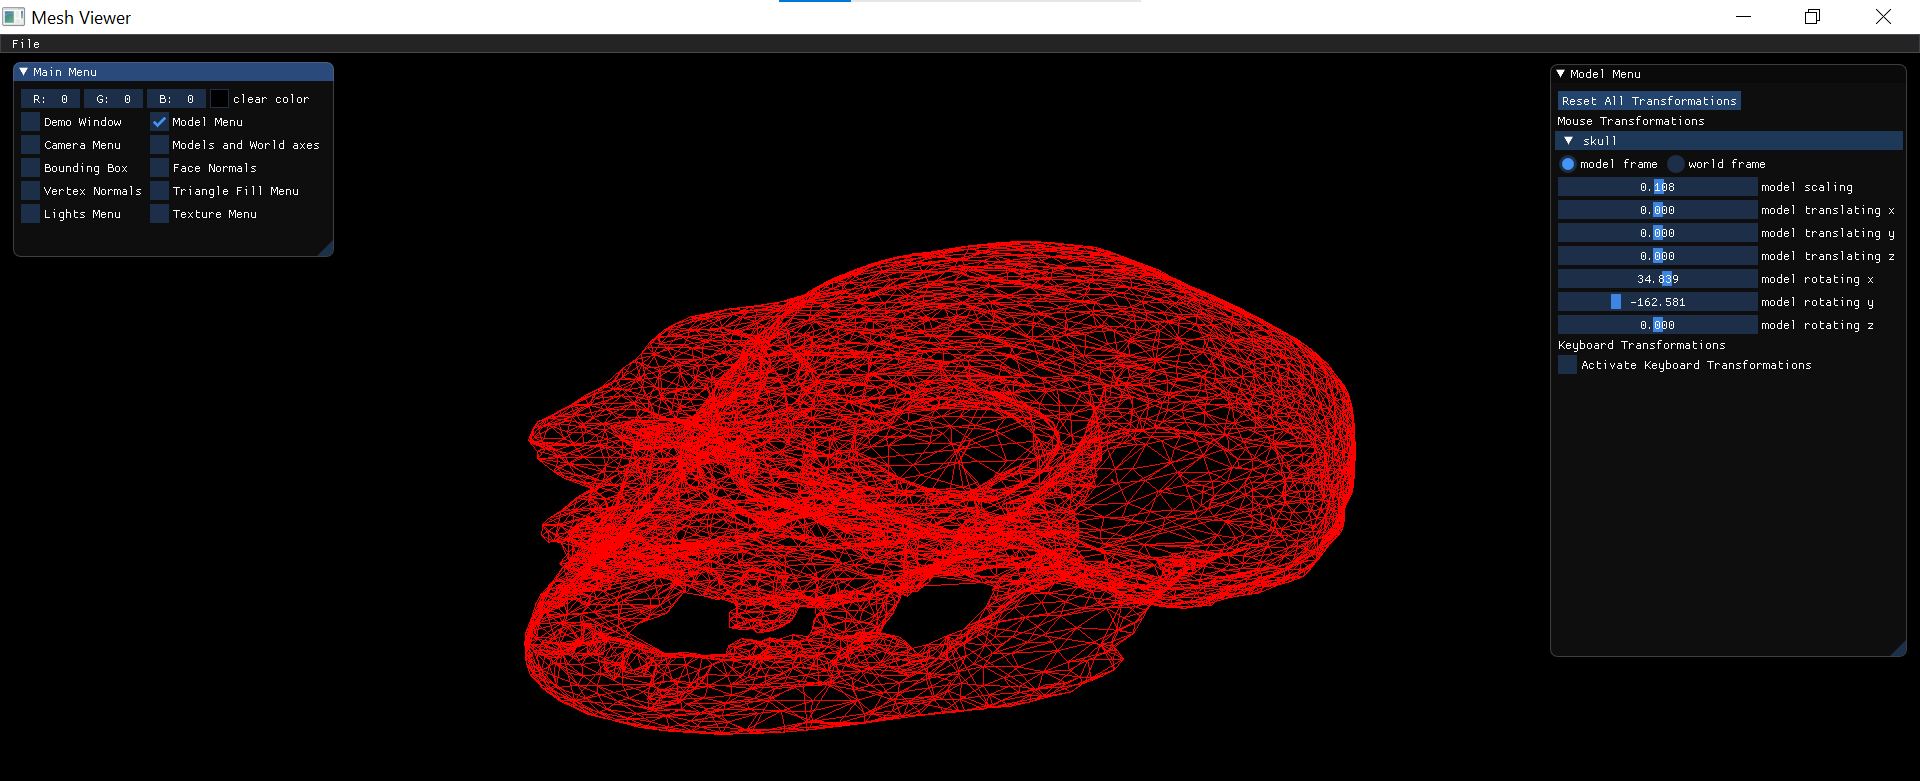 Mesh Viewer
File
Main Menu
R: 0 G: 0 B: 0 clear color
Demo Window Model Menu
Camera Menu Models and World axes
Bounding Box Face Normals
Vertex Normals Triangle Fill Menu
Lights Menu Texture Menu
Model Menu
Reset All Transformations
Mouse Transformations
skull
model frame world frame
0.108 model scaling
0.000 model translating x
0.000 model translating y
0.000 model translating z
34.839 model rotating x
-162.581 model rotating y
0.000 model rotating z
Keyboard Transformations
Activate Keyboard Transformations